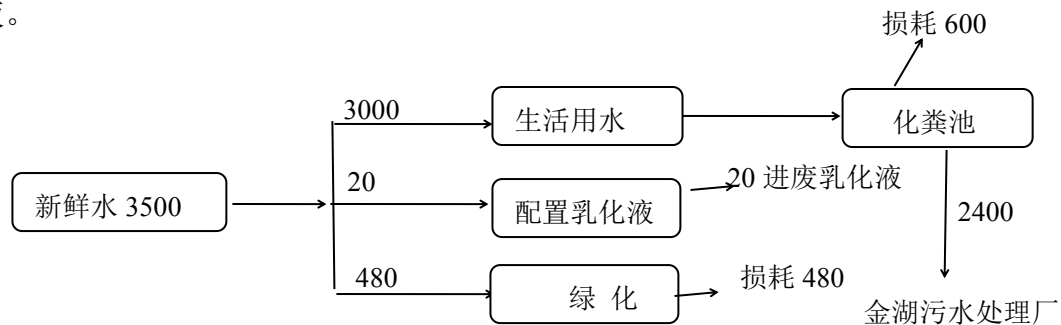 。
损耗 600
3000
生活用水
化粪池
20
20 进废乳化液
新鲜水 3500
配置乳化液
2400
480
绿 化
损耗 480
金湖污水处理厂